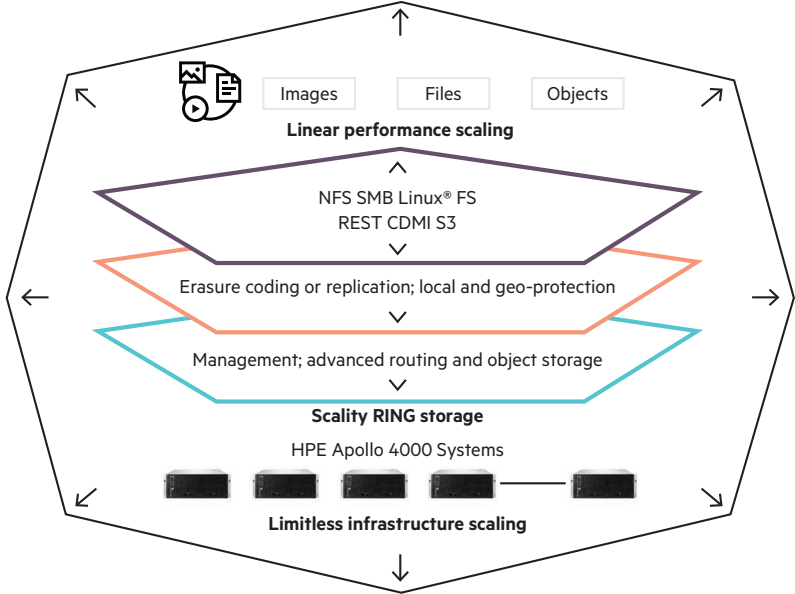 Images
Files
Objects
Linear performance scaling
NFS SMB Linux® FS
REST CDMI S3
Erasure coding or replication; local and geo-protection
Management; advanced routing and object storage
Scality RING storage
HPE Apollo 4000 Systems
Limitless infrastructure scaling